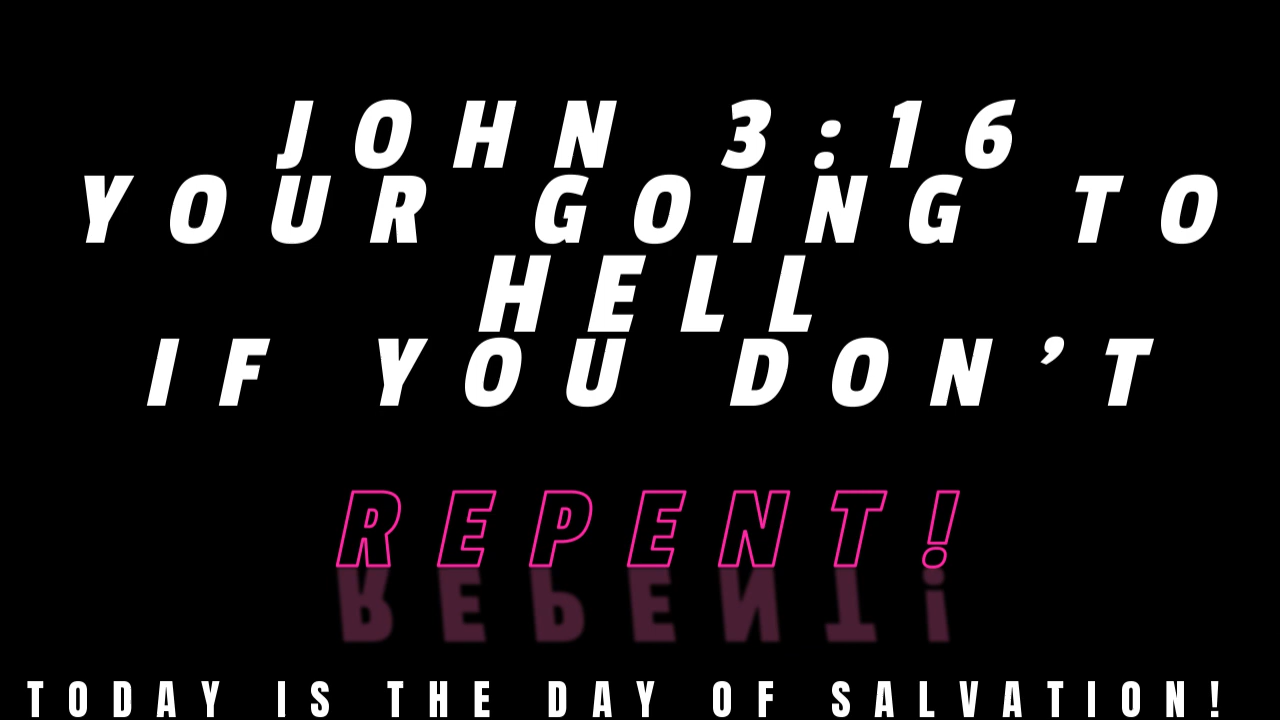 JOHN 3:16
YOUR GOING TO
HELL
IF YOU DON’T
REPENT!
TODAY IS THE DAY OF SALVATION!